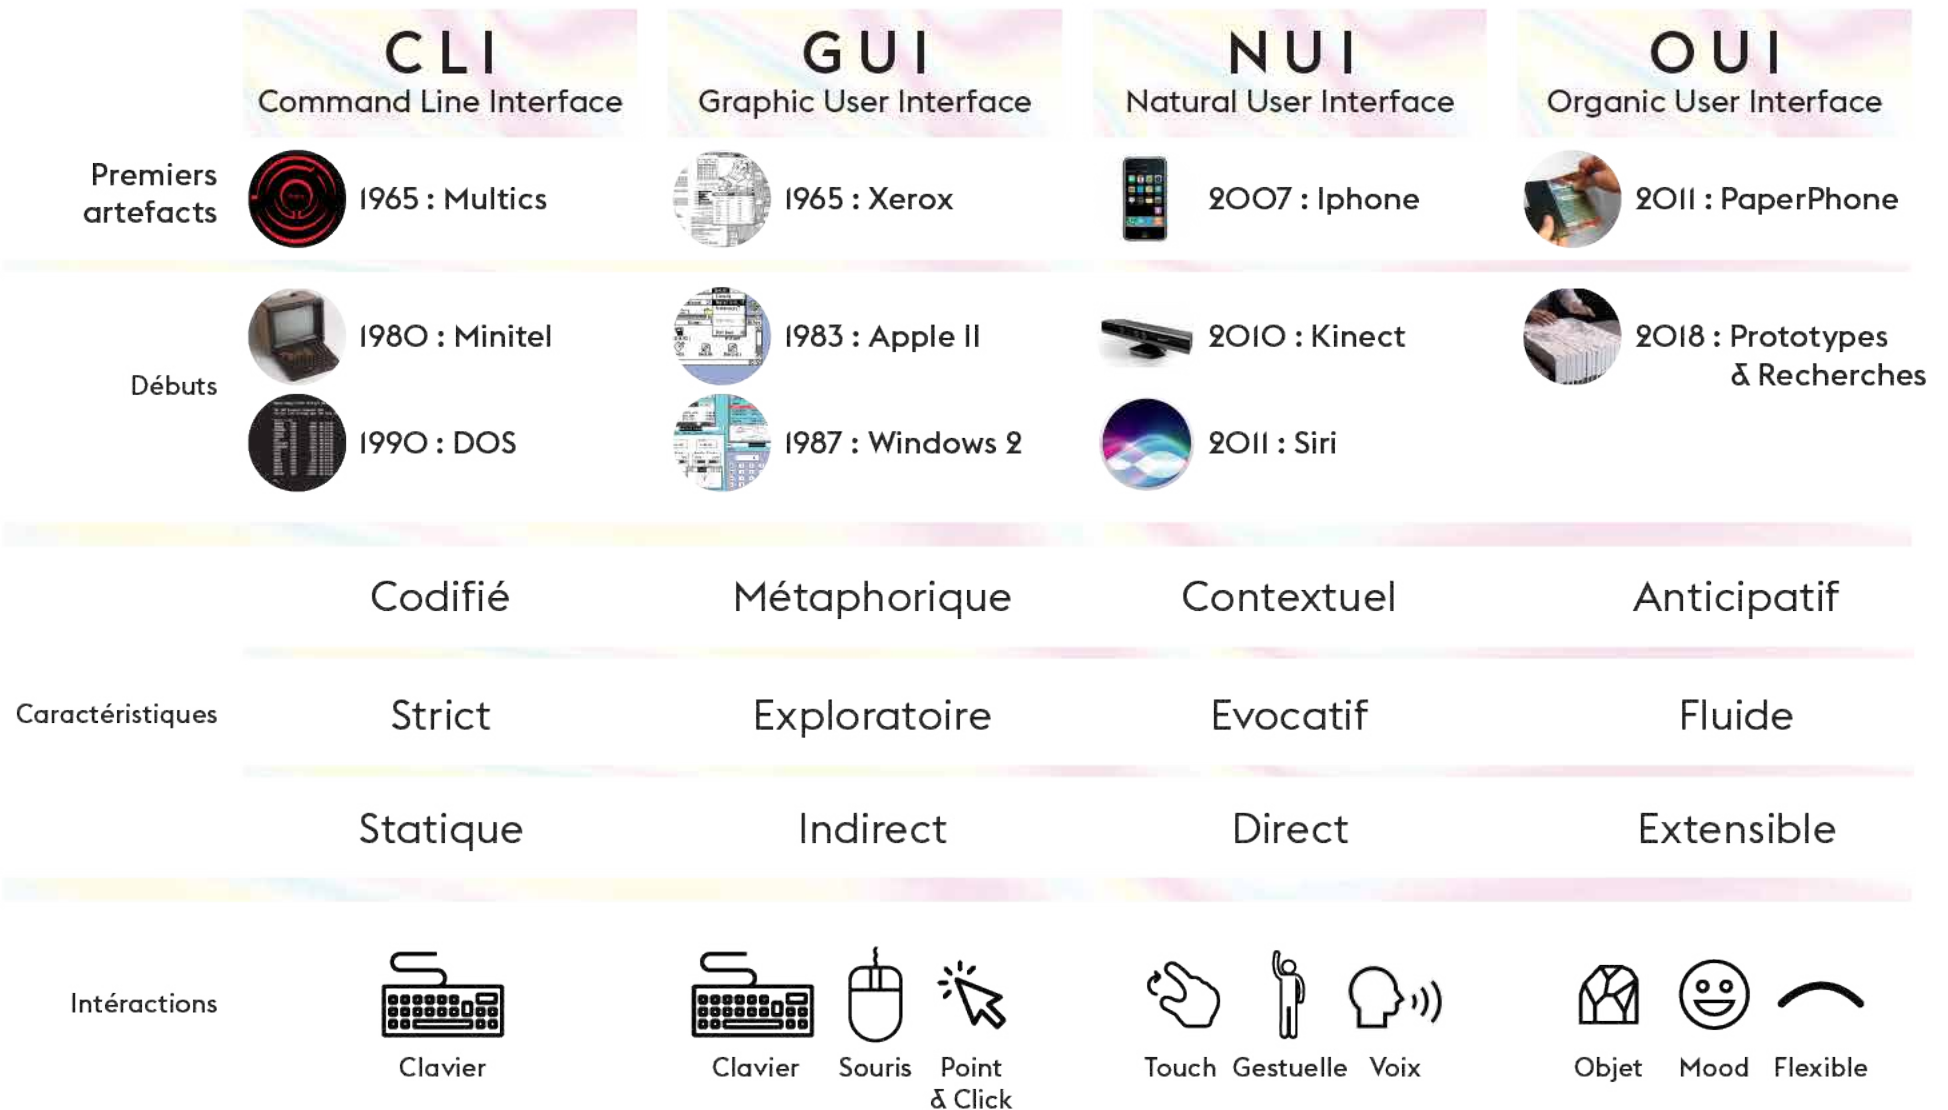 CLI
Command Line Interface
GUI
Graphic User Interface
NUI
Natural User Interface
OUI
Organic User Interface
Premiers
artefacts
1965 : Multics
1965 : Xerox
2007 : Iphone
2011 : PaperPhone
Débuts
1980 : Minitel
1983 : Apple II
2010 : Kinect
2018 : Prototypes
& Recherches
1990 : DOS
1987 : Windows 2
2011 : Siri
Caractéristiques
Codifié
Métaphorique
Contextuel
Anticipatif
Strict
Exploratoire
Evocatif
Fluide
Statique
Indirect
Direct
Extensible
Intéractions
Clavier
Clavier
Souris
Point
& Click
Touch
Gestuelle
Voix
Objet
Mood
Flexible